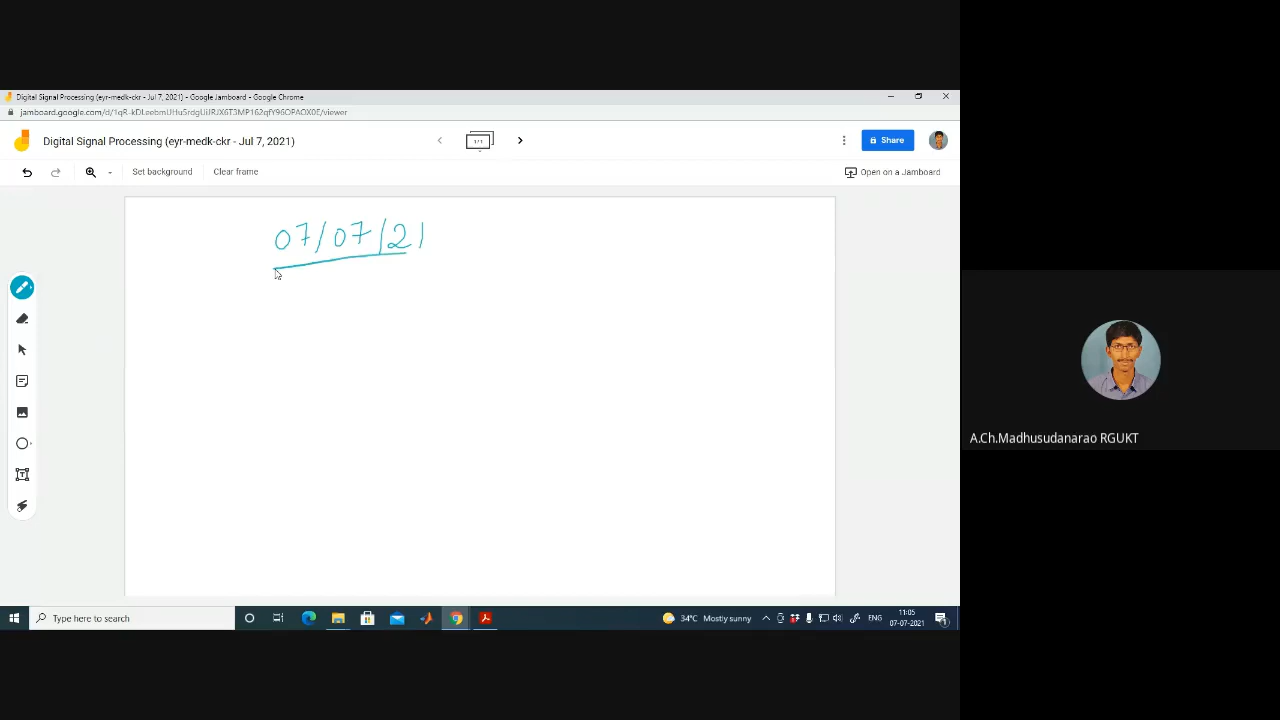 Digital Signal Processing (eyr-medk-ckr - Jul 7, 2021) - Google Jamboard - Google Chrome
Digital Signal Processing (eyr-medk-ckr - Jul 7, 2021)
1/1
Share
Set background
Clear frame
Open on a Jamboard
07/07/21
A.Ch.Madhusudanarao RGUKT
Type here to search
34°C Mostly sunny
ENG
11:05
07-07-2021